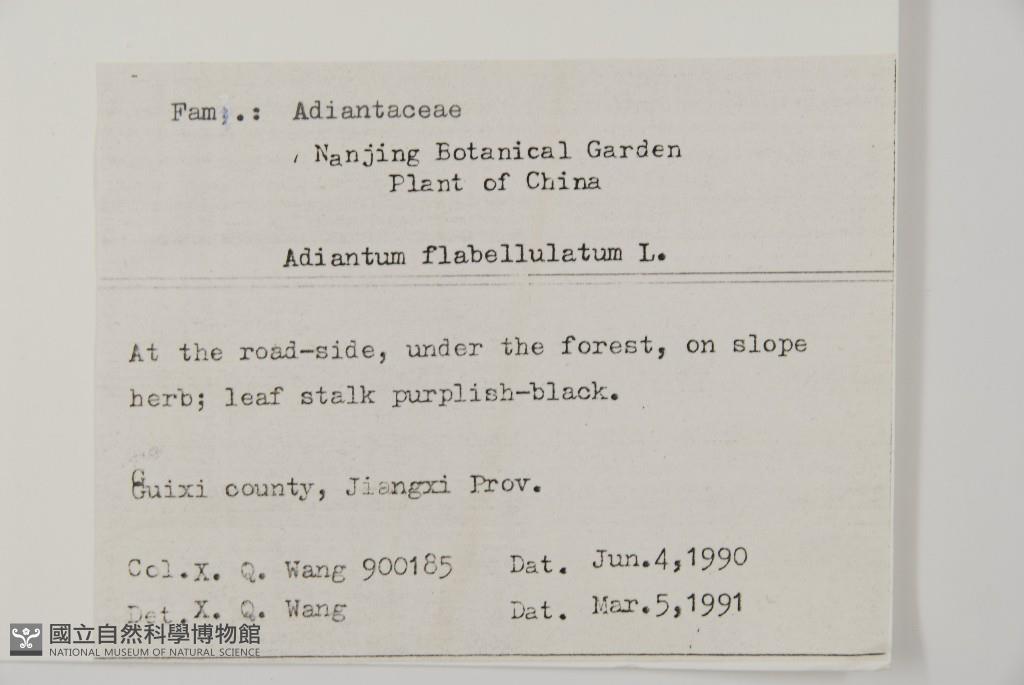 Fam;.: Adiantaceae
Nanjing Botanical Garden
Plant of China
Adiantum flabellulatum L.
At the road-side, under the forest, on slope
herb; leaf stalk purplish-black.
Guixi county, Jiangxi Prov.
Col.X. Q. Wang 900185 Dat. Jun.4,1990
Det.X. Q. Wang Dat. Mar.5,1991
國立自然科學博物館
NATIONAL MUSEUM OF NATURAL SCIENCE